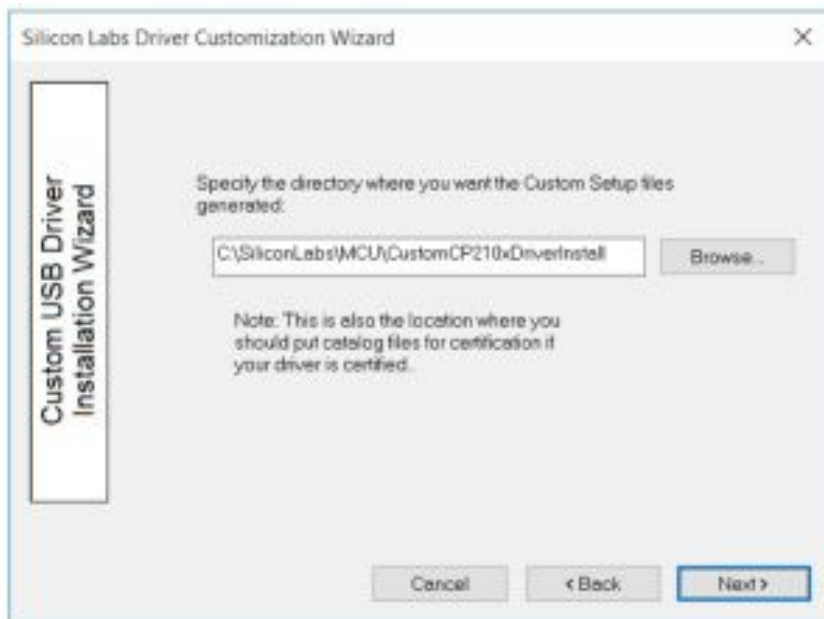 Silicon Labs Driver Customization Wizard
Custom USB Driver
Installation Wizard
Specify the directory where you want the Custom Setup files
generated:
C:\SiliconLabs\MCU\CustomCP210xDriverInstall
Browse...
Note: This is also the location where you
should put catalog files for certification if
your driver is certified..
Cancel
< Back
Next >